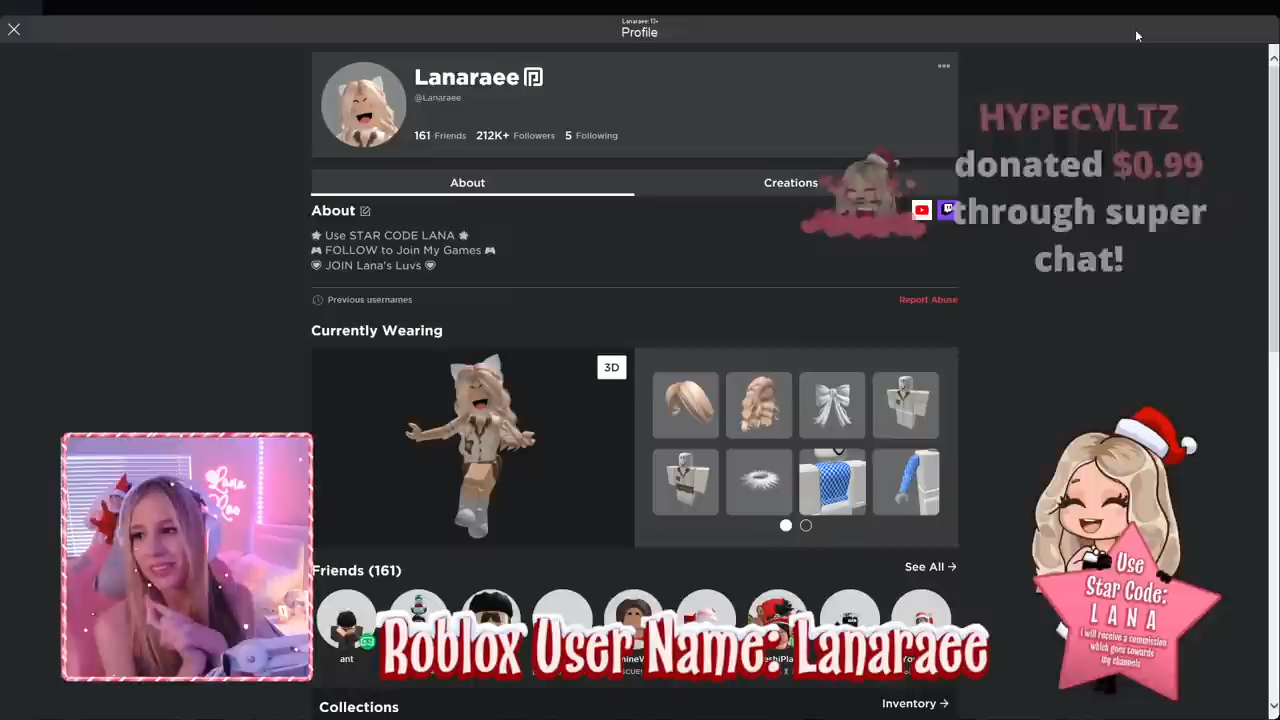 Lanaraee: 13+
Profile
Lanaraee
@Lanaraee
161 Friends 212K+ Followers 5 Following
HYPECVLTZ
donated $0.99
through super
chat!
About
Creations
About
Use STAR CODE LANA
FOLLOW to Join My Games
JOIN Lana's Luvs
Previous usernames
Report Abuse
Currently Wearing
3D
Lana
Rae
Friends (161)
See All →
ant
Roblox User Name: Lanaraee
Use
Star Code:
LANA
I will receive a commission
which goes towards
my channels
Collections
Inventory →